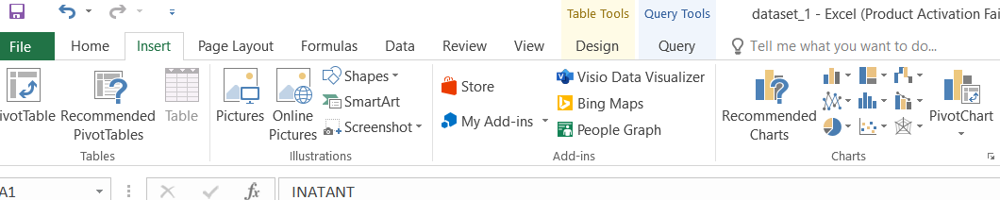 Table Tools Query Tools dataset_1 - Excel (Product Activation Fai
File Home Insert Page Layout Formulas Data Review View Design Query Tell me what you want to do...
ivotTable Recommended PivotTables Table
Tables
Pictures Online Pictures Shapes SmartArt Screenshot
Illustrations
Store My Add-ins Visio Data Visualizer Bing Maps People Graph
Add-ins
Recommended Charts PivotChart
Charts
A1 fx INATANT